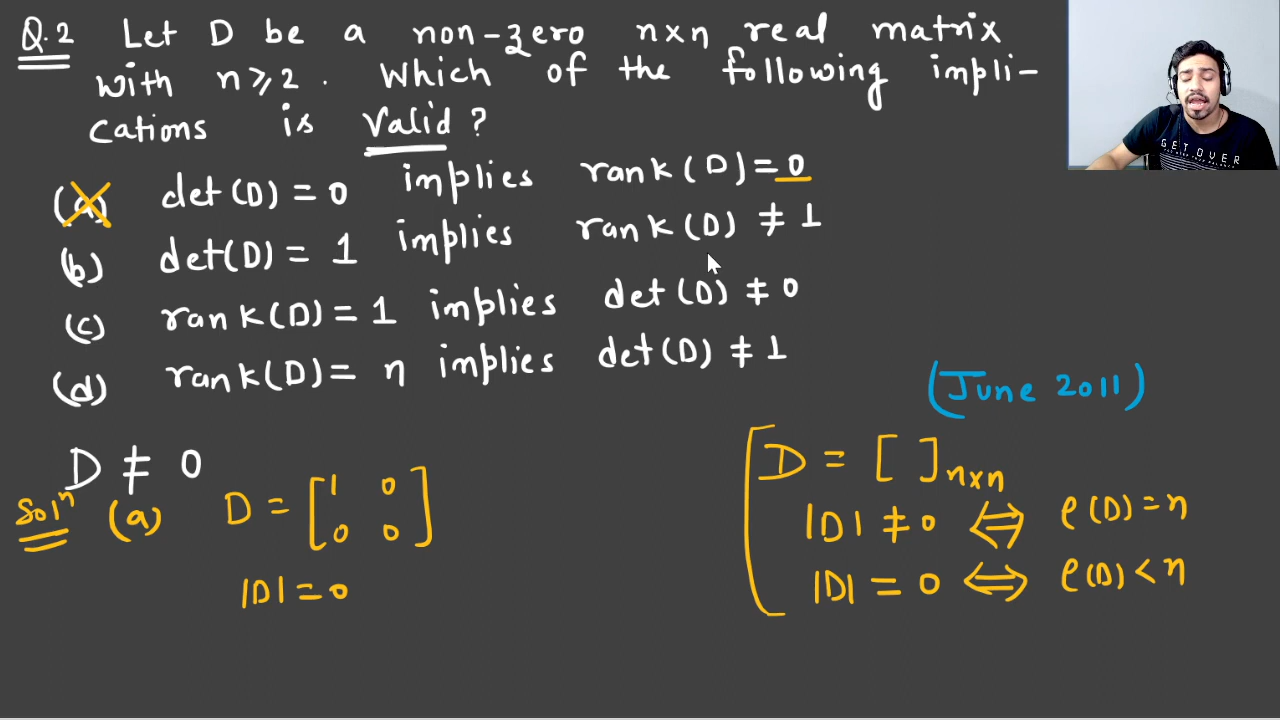 Q.2 Let D be a non-zero n×n real matrix
with n ⩾ 2. Which of the following impli-
cations is valid?
(a) det(D) = 0 implies rank(D) = 0
(b) det(D) = 1 implies rank(D) ≠ 1
(c) rank(D) = 1 implies det(D) ≠ 0
(d) rank(D) = n implies det(D) ≠ 1
(June 2011)
D ≠ 0
Solⁿ (a) D = [1 0
0 0]
|D| = 0
D = [ ]n×n
|D| ≠ 0 ⇔ ρ(D) = n
|D| = 0 ⇔ ρ(D) < n
GET OVER